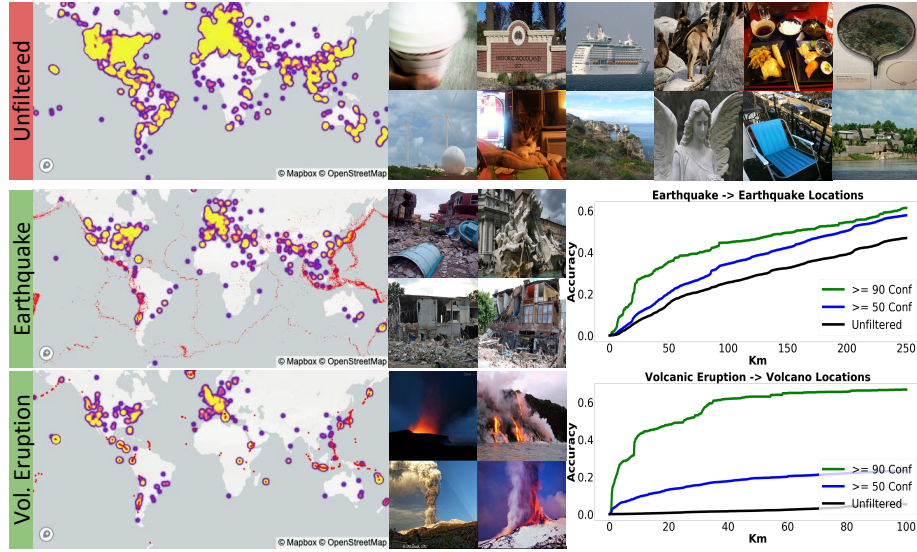 Unfiltered
© Mapbox © OpenStreetMap
HISTORIC WOODLAND
1871
Earthquake
© Mapbox © OpenStreetMap
Earthquake -> Earthquake Locations
Accuracy
0.6
0.4
0.2
0.0
>= 90 Conf
>= 50 Conf
Unfiltered
0 50 100 150 200 250
Km
Vol. Eruption
© Mapbox © OpenStreetMap
Volcanic Eruption -> Volcano Locations
Accuracy
0.6
0.4
0.2
0.0
>= 90 Conf
>= 50 Conf
Unfiltered
0 20 40 60 80 100
Km